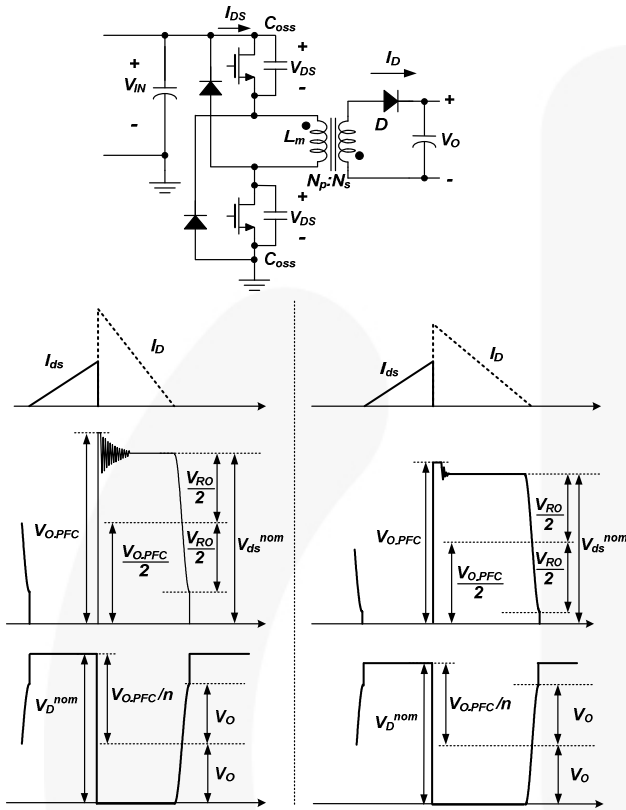 I_DS
C_oss
+
V_DS
-
+
V_IN
-
I_D
L_m
D
+
V_O
-
N_p:N_s
+
V_DS
-
C_oss
I_ds
I_D
V_O.PFC
V_O.PFC
2
V_RO
2
V_RO
2
V_ds^nom
V_D^nom
V_O.PFC/n
V_O
V_O
I_ds
I_D
V_O.PFC
V_O.PFC
2
V_RO
2
V_RO
2
V_ds^nom
V_D^nom
V_O.PFC/n
V_O
V_O